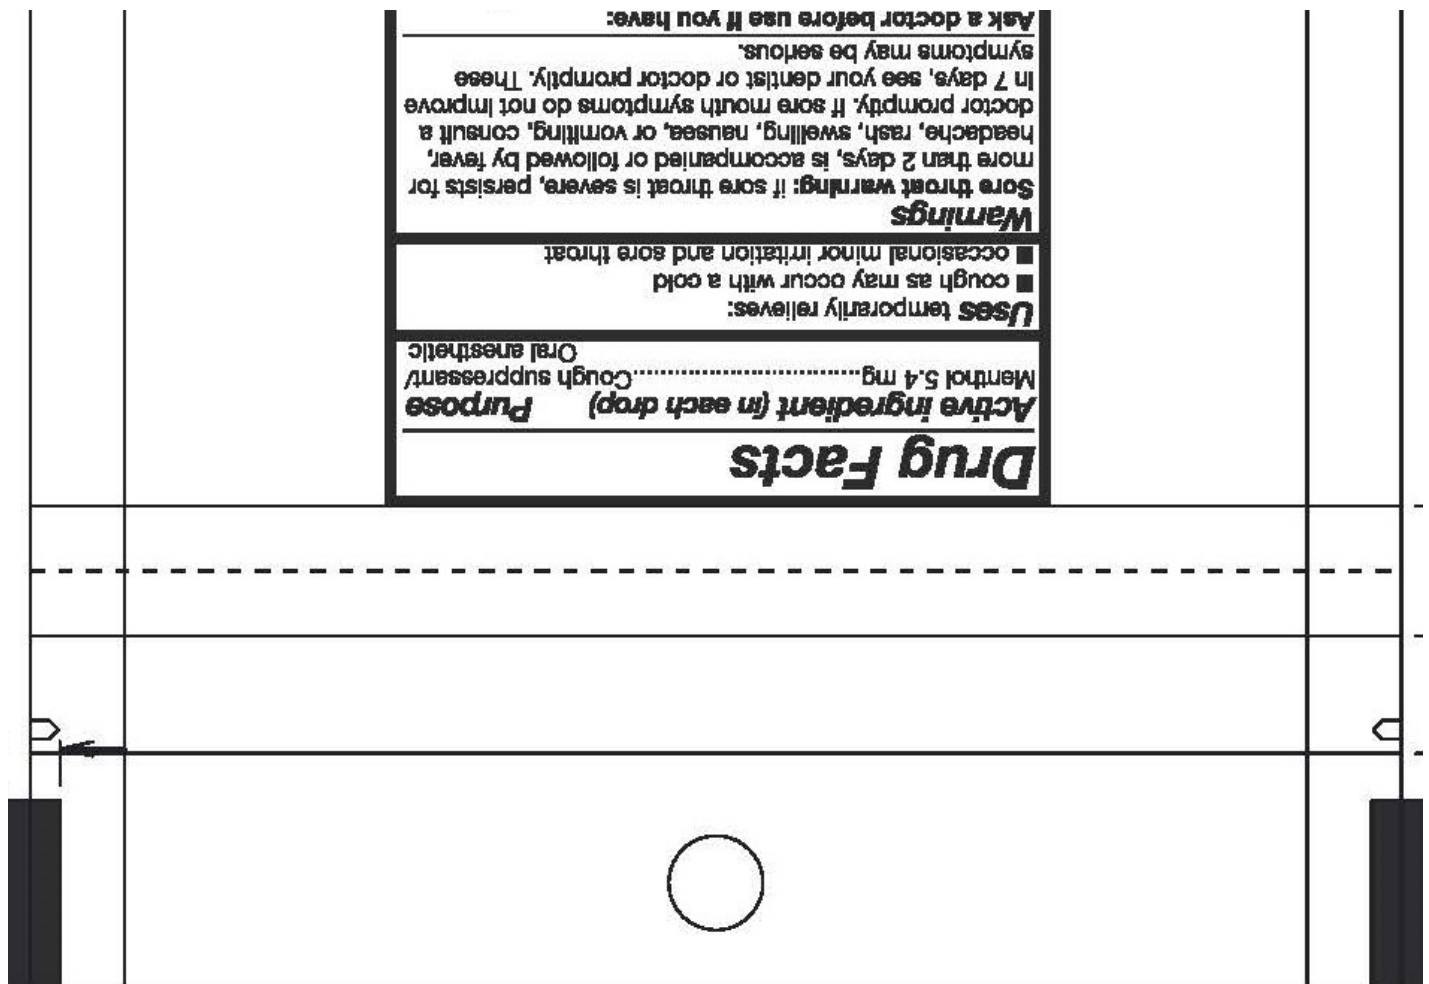 Drug Facts
Active ingredient (in each drop) Purpose
Menthol 5.4 mg................................Cough suppressant/
Oral anesthetic
Uses temporarily relieves:
■ cough as may occur with a cold
■ occasional minor irritation and sore throat
Warnings
Sore throat warning: if sore throat is severe, persists for
more than 2 days, is accompanied or followed by fever,
headache, rash, swelling, nausea, or vomiting, consult a
doctor promptly. If sore mouth symptoms do not improve
in 7 days, see your dentist or doctor promptly. These
symptoms may be serious.
Ask a doctor before use if you have: